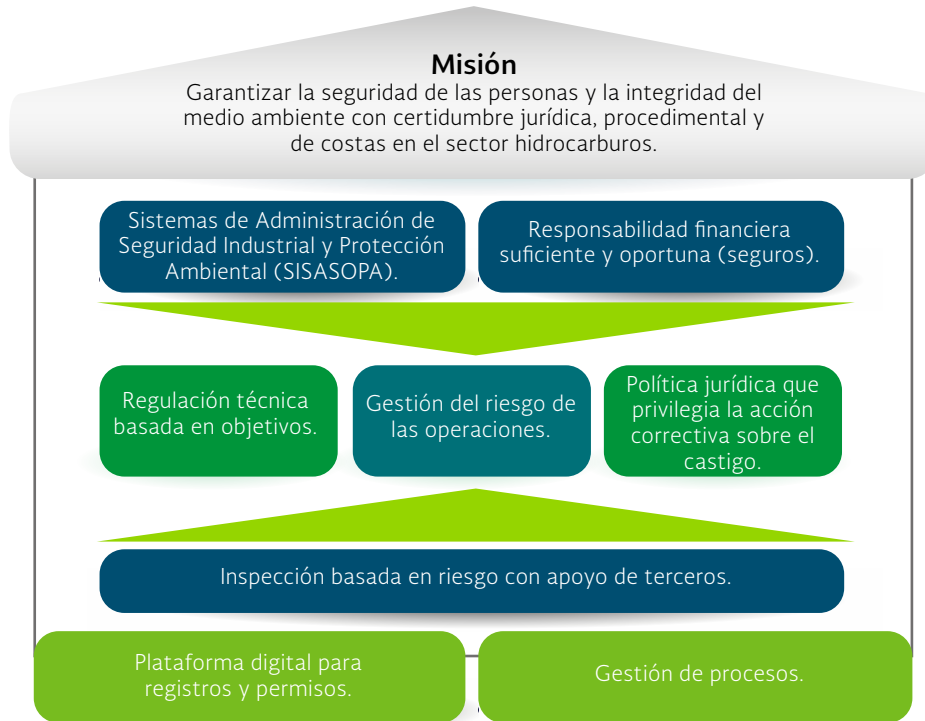 Misión
Garantizar la seguridad de las personas y la integridad del
medio ambiente con certidumbre jurídica, procedimental y
de costas en el sector hidrocarburos.
Sistemas de Administración de
Seguridad Industrial y Protección
Ambiental (SISASOPA).
Responsabilidad financiera
suficiente y oportuna (seguros).
Regulación técnica
basada en objetivos.
Gestión del riesgo de
las operaciones.
Política jurídica que
privilegia la acción
correctiva sobre el
castigo.
Inspección basada en riesgo con apoyo de terceros.
Plataforma digital para
registros y permisos.
Gestión de procesos.